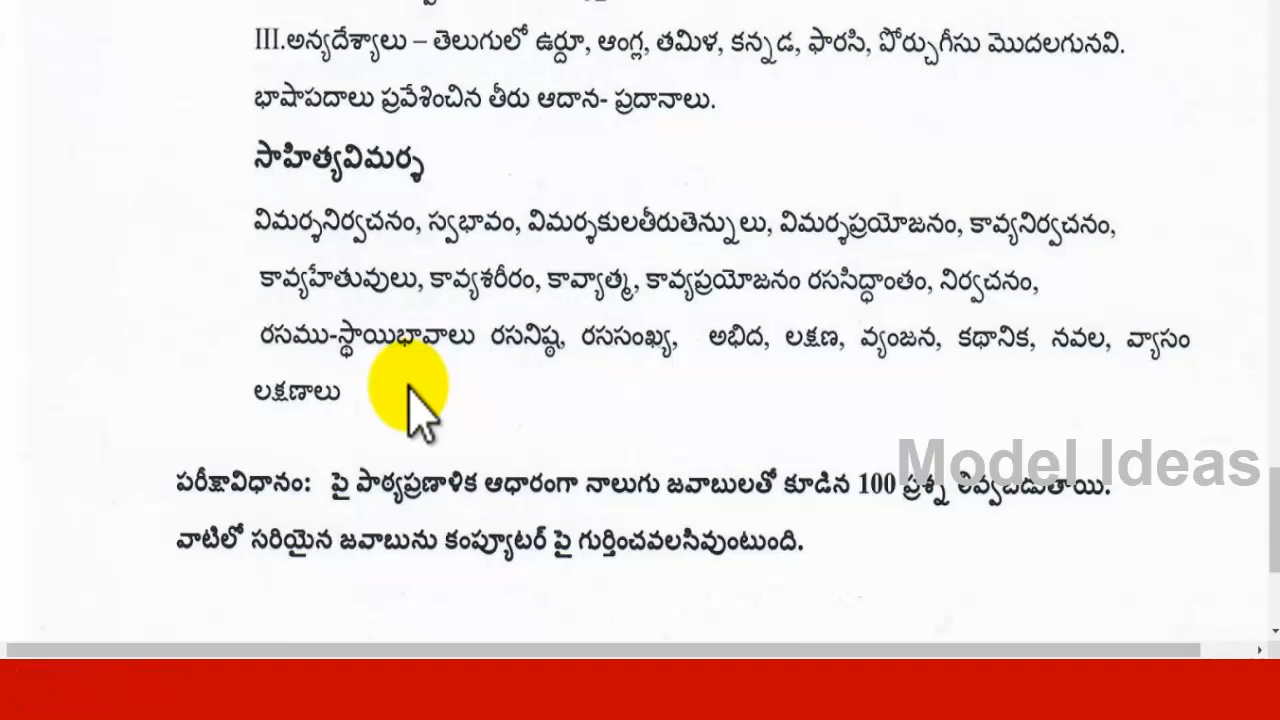 III.అన్యదేశ్యాలు – తెలుగులో ఉర్దూ, ఆంగ్ల, తమిళ, కన్నడ, ఫారసి, పోర్చుగీసు మొదలగునవి.
భాషాపదాలు ప్రవేశించిన తీరు ఆదాన- ప్రదానాలు.
సాహిత్యవిమర్శ
విమర్శనిర్వచనం, స్వభావం, విమర్శకులతీరుతెన్నులు, విమర్శప్రయోజనం, కావ్యనిర్వచనం,
కావ్యహేతువులు, కావ్యశరీరం, కావ్యాత్మ, కావ్యప్రయోజనం రససిద్ధాంతం, నిర్వచనం,
రసము-స్థాయిభావాలు రసనిష్ఠ, రససంఖ్య, అభిద, లక్షణ, వ్యంజన, కథానిక, నవల, వ్యాసం
లక్షణాలు
Model Ideas
పరీక్షావిధానం: పై పాఠ్యప్రణాళిక ఆధారంగా నాలుగు జవాబులతో కూడిన 100
వాటిలో సరియైన జవాబును కంప్యూటర్ పై గుర్తించవలసివుంటుంది.